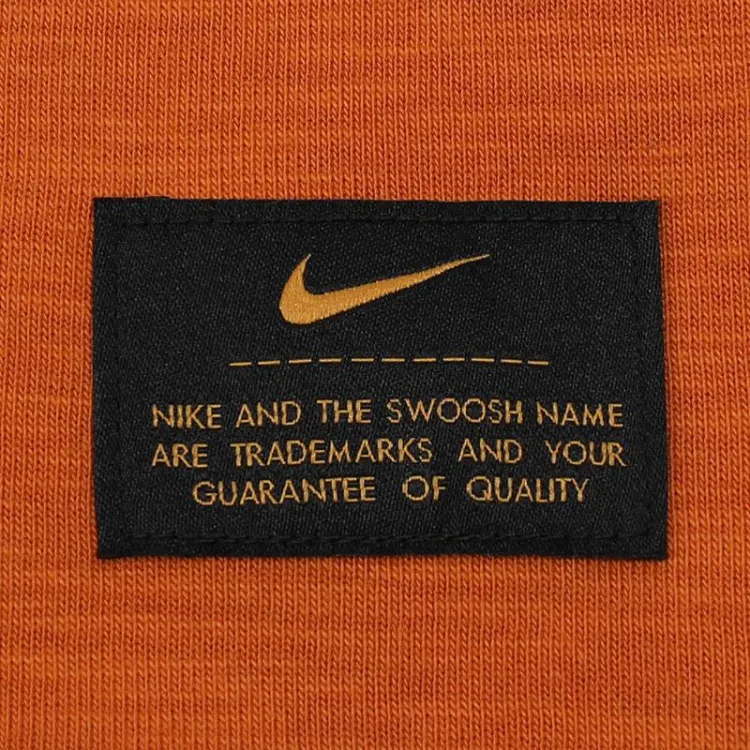 NIKE AND THE SWOOSH NAME
ARE TRADEMARKS AND YOUR
GUARANTEE OF QUALITY